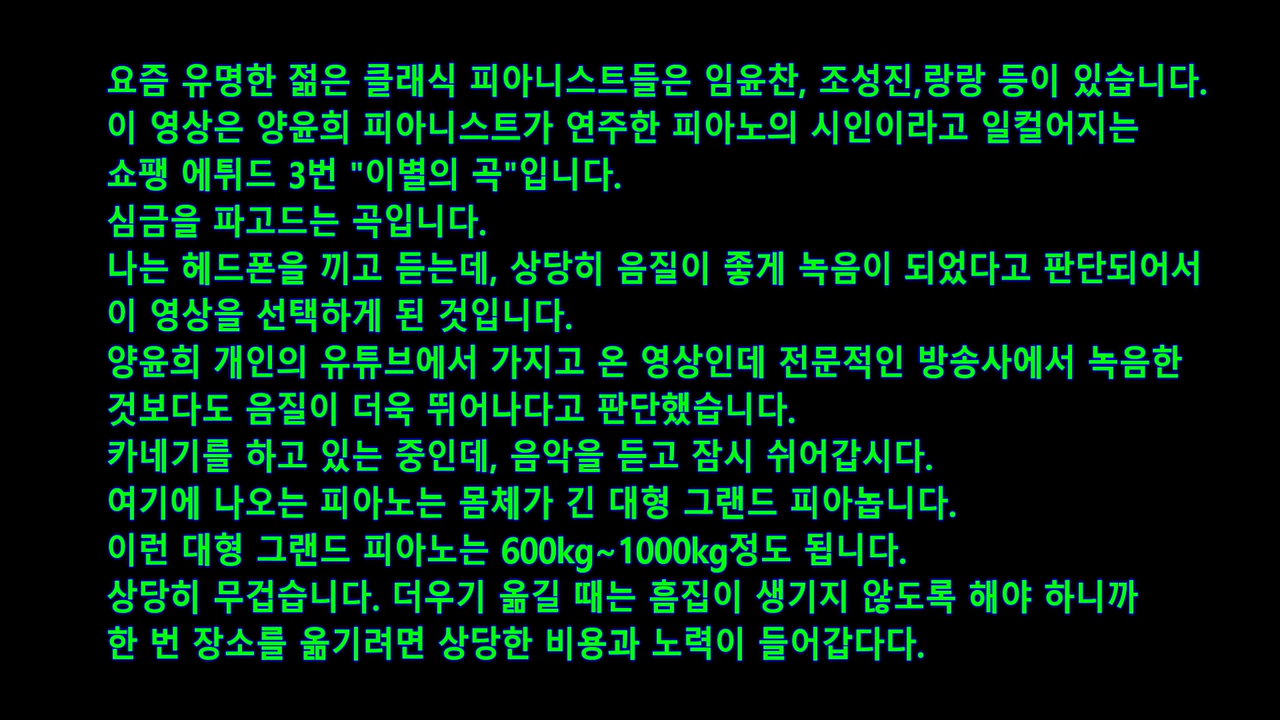 요즘 유명한 젊은 클래식 피아니스트들은 임윤찬, 조성진,랑랑 등이 있습니다.
이 영상은 양윤희 피아니스트가 연주한 피아노의 시인이라고 일컬어지는
쇼팽 에튀드 3번 "이별의 곡"입니다.
심금을 파고드는 곡입니다.
나는 헤드폰을 끼고 듣는데, 상당히 음질이 좋게 녹음이 되었다고 판단되어서
이 영상을 선택하게 된 것입니다.
양윤희 개인의 유튜브에서 가지고 온 영상인데 전문적인 방송사에서 녹음한
것보다도 음질이 더욱 뛰어나다고 판단했습니다.
카네기를 하고 있는 중인데, 음악을 듣고 잠시 쉬어갑시다.
여기에 나오는 피아노는 몸체가 긴 대형 그랜드 피아놉니다.
이런 대형 그랜드 피아노는 600kg~1000kg정도 됩니다.
상당히 무겁습니다. 더우기 옮길 때는 흠집이 생기지 않도록 해야 하니까
한 번 장소를 옮기려면 상당한 비용과 노력이 들어갑다다.